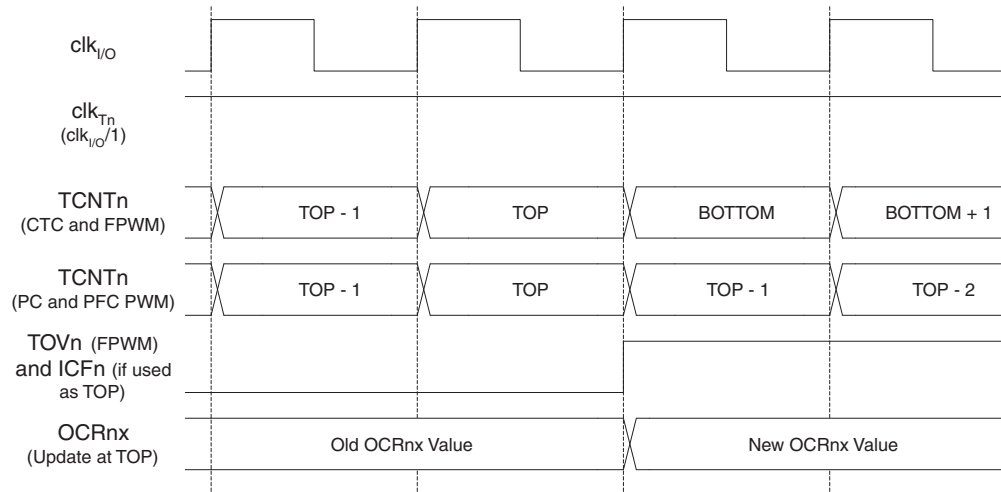 clkI/O
clkTn
(clkI/O/1)
TCNTn
(CTC and FPWM)
TOP - 1
TOP
BOTTOM
BOTTOM + 1
TCNTn
(PC and PFC PWM)
TOP - 1
TOP
TOP - 1
TOP - 2
TOVn (FPWM)
and ICFn (if used
as TOP)
OCRnx
(Update at TOP)
Old OCRnx Value
New OCRnx Value